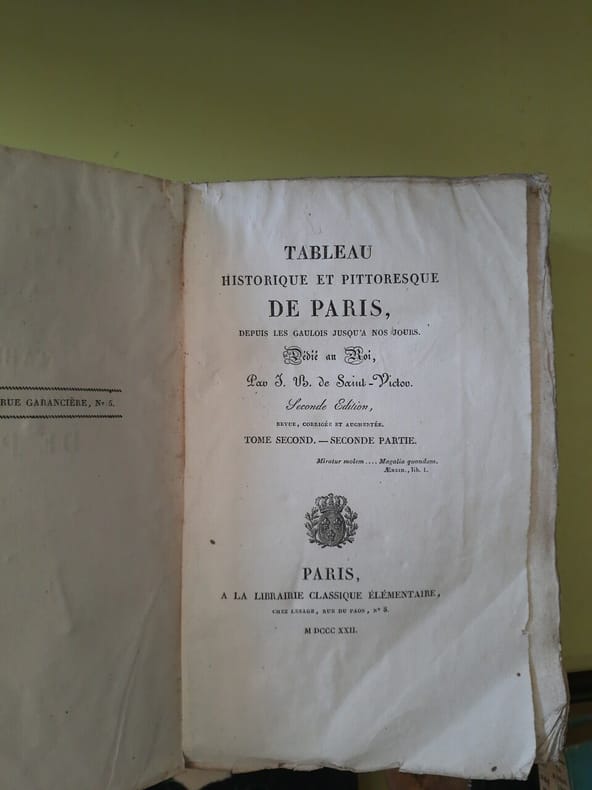 RUE GARANCIÈRE, Nº 5.
TABLEAU
HISTORIQUE ET PITTORESQUE
DE PARIS,
DEPUIS LES GAULOIS JUSQU'A NOS JOURS.
Dédié au Roi,
Par J. B. de Saint-Victor.
Seconde Edition,
REVUE, CORRIGÉE ET AUGMENTÉE.
TOME SECOND. — SECONDE PARTIE.
Miratur molem.... Magalia quondam.
ÆNEID., lib. 1.
PARIS,
A LA LIBRAIRIE CLASSIQUE ÉLÉMENTAIRE,
CHEZ LESAGE, RUE DU PAON, Nº 8.
M DCCC XXII.